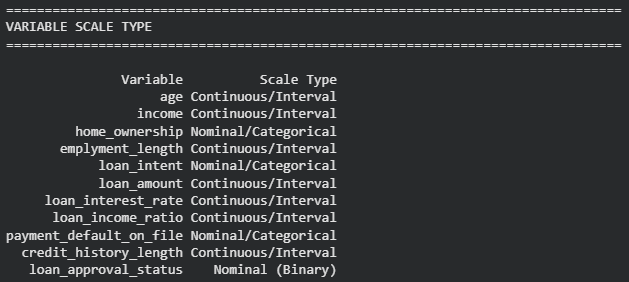 ================================================================================
VARIABLE SCALE TYPE
================================================================================
Variable Scale Type
age Continuous/Interval
income Continuous/Interval
home_ownership Nominal/Categorical
emplyment_length Continuous/Interval
loan_intent Nominal/Categorical
loan_amount Continuous/Interval
loan_interest_rate Continuous/Interval
loan_income_ratio Continuous/Interval
payment_default_on_file Nominal/Categorical
credit_history_length Continuous/Interval
loan_approval_status Nominal (Binary)